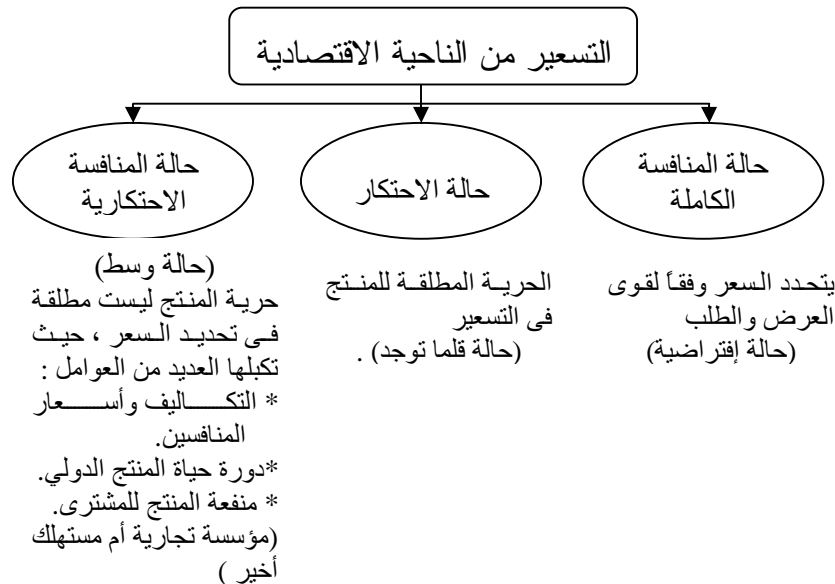 التسعير من الناحية الاقتصادية
حالة المنافسة
الكاملة
يتحدد السعر وفقاً لقوى
العرض والطلب
(حالة إفتراضية)
حالة الاحتكار
الحرية المطلقة للمنتج
فى التسعير
(حالة قلما توجد) .
حالة المنافسة
الاحتكارية
(حالة وسط)
حرية المنتج ليست مطلقة
فى تحديد السعر ، حيث
تكبلها العديد من العوامل :
* التكاليف وأسعار
المنافسين.
*دورة حياة المنتج الدولي.
* منفعة المنتج للمشترى.
(مؤسسة تجارية أم مستهلك
أخير )